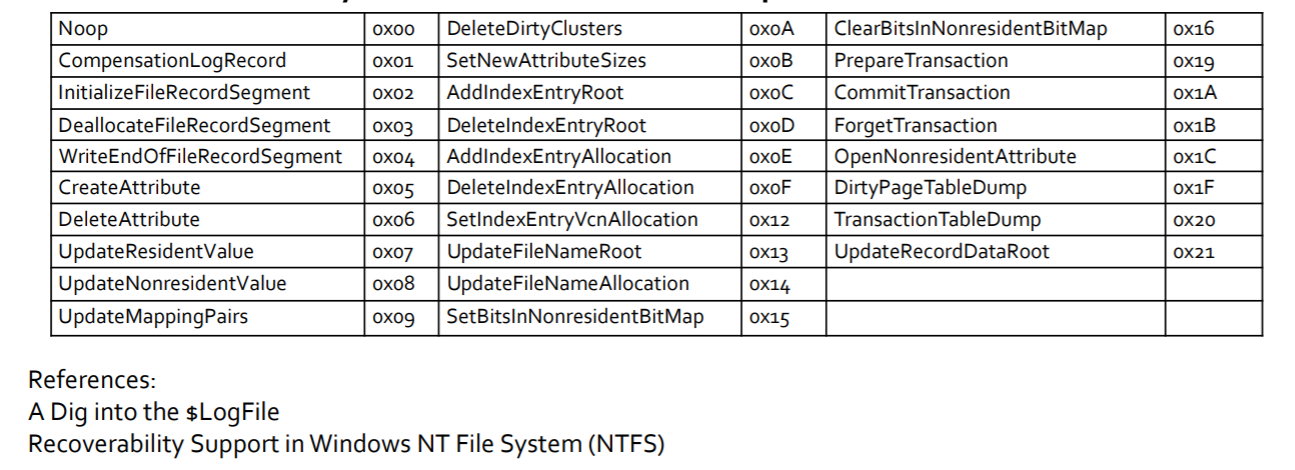 Noop 0x00 DeleteDirtyClusters 0x0A ClearBitsInNonresidentBitMap 0x16
CompensationLogRecord 0x01 SetNewAttributeSizes 0x0B PrepareTransaction 0x19
InitializeFileRecordSegment 0x02 AddIndexEntryRoot 0x0C CommitTransaction 0x1A
DeallocateFileRecordSegment 0x03 DeleteIndexEntryRoot 0x0D ForgetTransaction 0x1B
WriteEndOfFileRecordSegment 0x04 AddIndexEntryAllocation 0x0E OpenNonresidentAttribute 0x1C
CreateAttribute 0x05 DeleteIndexEntryAllocation 0x0F DirtyPageTableDump 0x1F
DeleteAttribute 0x06 SetIndexEntryVcnAllocation 0x12 TransactionTableDump 0x20
UpdateResidentValue 0x07 UpdateFileNameRoot 0x13 UpdateRecordDataRoot 0x21
UpdateNonresidentValue 0x08 UpdateFileNameAllocation 0x14
UpdateMappingPairs 0x09 SetBitsInNonresidentBitMap 0x15
References:
A Dig into the $LogFile
Recoverability Support in Windows NT File System (NTFS)